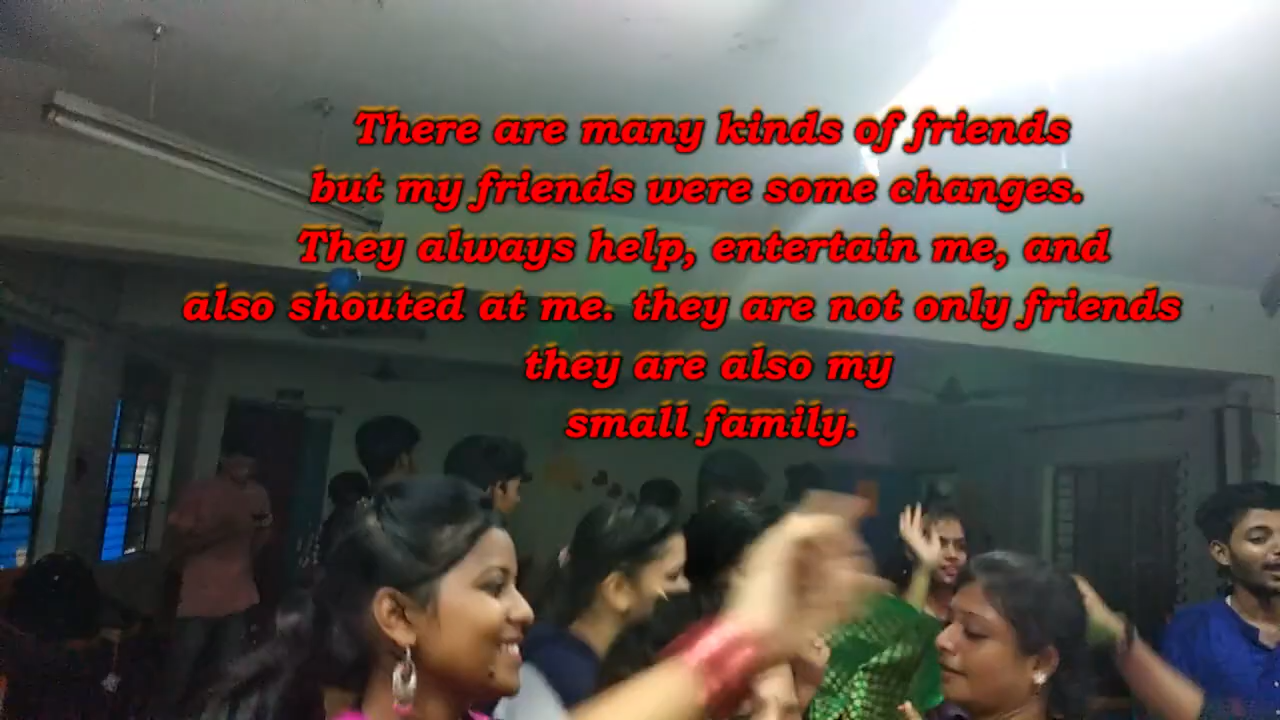 There are many kinds of friends
but my friends were some changes.
They always help, entertain me, and
also shouted at me. they are not only friends
they are also my
small family.